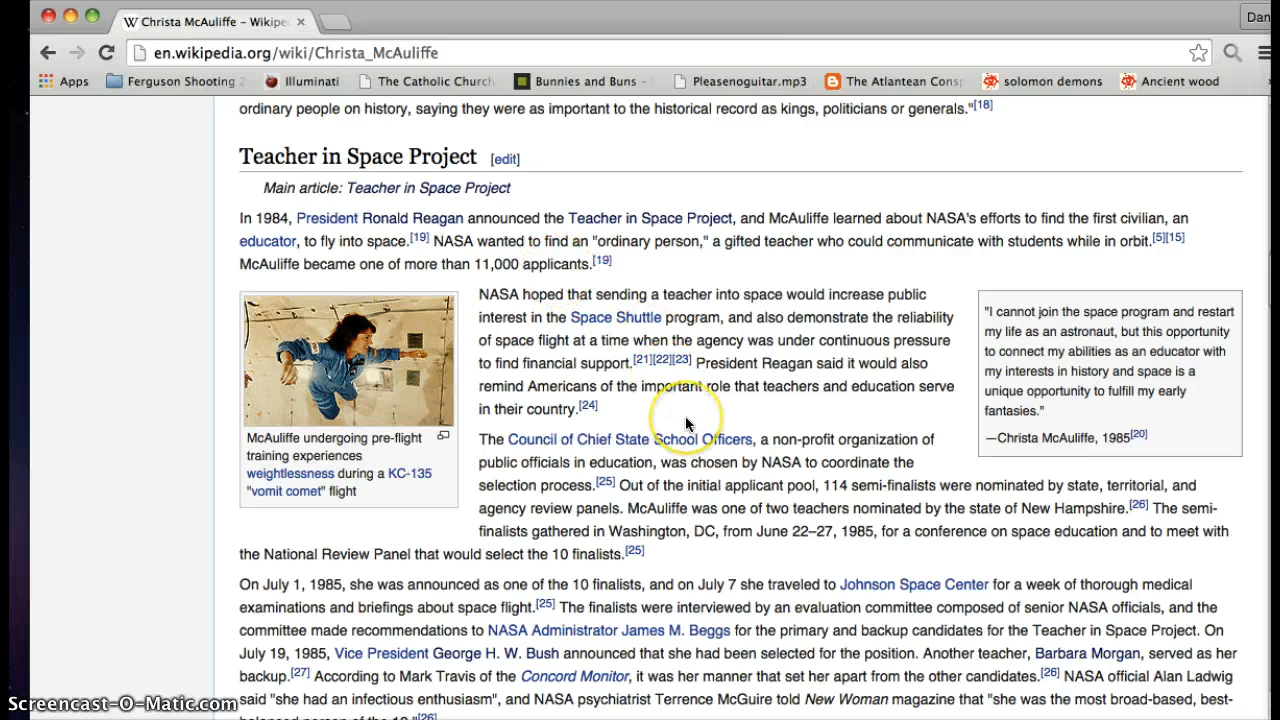 Christa McAuliffe – Wikipe
Dan
en.wikipedia.org/wiki/Christa_McAuliffe
Apps Ferguson Shooting 2 Illuminati The Catholic Church Bunnies and Buns - Pleasenoguitar.mp3 The Atlantean Consp solomon demons Ancient wood
ordinary people on history, saying they were as important to the historical record as kings, politicians or generals."[18]
Teacher in Space Project [edit]
Main article: Teacher in Space Project
In 1984, President Ronald Reagan announced the Teacher in Space Project, and McAuliffe learned about NASA's efforts to find the first civilian, an
educator, to fly into space.[19] NASA wanted to find an "ordinary person," a gifted teacher who could communicate with students while in orbit.[5][15]
McAuliffe became one of more than 11,000 applicants.[19]
McAuliffe undergoing pre-flight
training experiences
weightlessness during a KC-135
"vomit comet" flight
NASA hoped that sending a teacher into space would increase public
interest in the Space Shuttle program, and also demonstrate the reliability
of space flight at a time when the agency was under continuous pressure
to find financial support.[21][22][23] President Reagan said it would also
remind Americans of the important role that teachers and education serve
in their country.[24]
"I cannot join the space program and restart
my life as an astronaut, but this opportunity
to connect my abilities as an educator with
my interests in history and space is a
unique opportunity to fulfill my early
fantasies."
—Christa McAuliffe, 1985[20]
The Council of Chief State School Officers, a non-profit organization of
public officials in education, was chosen by NASA to coordinate the
selection process.[25] Out of the initial applicant pool, 114 semi-finalists were nominated by state, territorial, and
agency review panels. McAuliffe was one of two teachers nominated by the state of New Hampshire.[26] The semi-
finalists gathered in Washington, DC, from June 22–27, 1985, for a conference on space education and to meet with
the National Review Panel that would select the 10 finalists.[25]
On July 1, 1985, she was announced as one of the 10 finalists, and on July 7 she traveled to Johnson Space Center for a week of thorough medical
examinations and briefings about space flight.[25] The finalists were interviewed by an evaluation committee composed of senior NASA officials, and the
committee made recommendations to NASA Administrator James M. Beggs for the primary and backup candidates for the Teacher in Space Project. On
July 19, 1985, Vice President George H. W. Bush announced that she had been selected for the position. Another teacher, Barbara Morgan, served as her
backup.[27] According to Mark Travis of the Concord Monitor, it was her manner that set her apart from the other candidates.[26] NASA official Alan Ladwig
said "she had an infectious enthusiasm", and NASA psychiatrist Terrence McGuire told New Woman magazine that "she was the most broad-based, best-
balanced person of the 10."[26]
Screencast-O-Matic.com